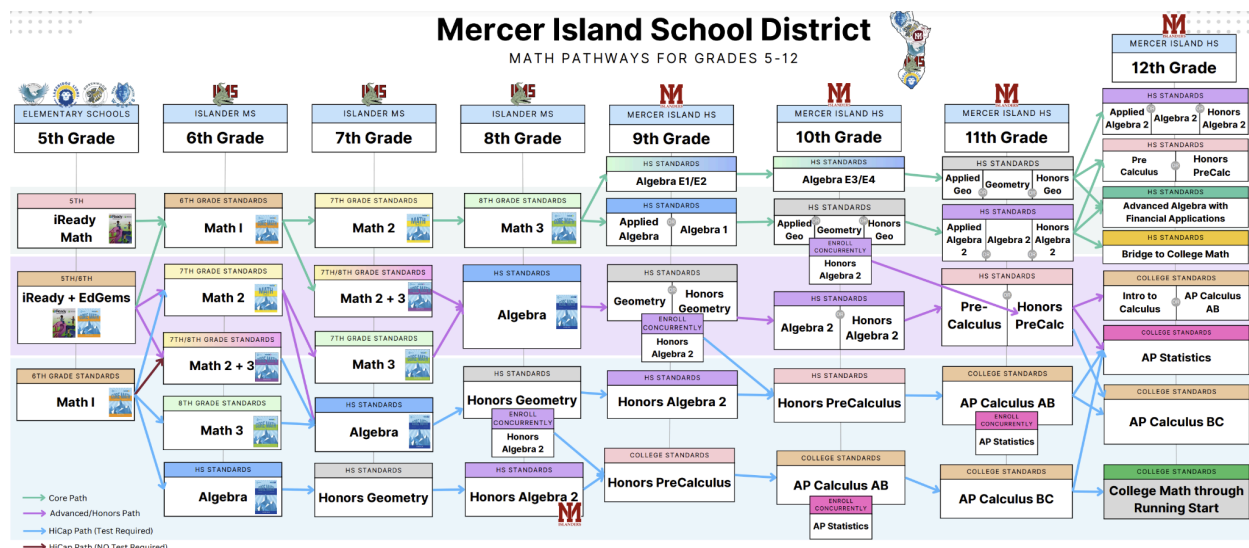 Mercer Island School District
MATH PATHWAYS FOR GRADES 5-12
ELEMENTARY SCHOOLS
5th Grade
5TH
iReady
Math
5TH/6TH
iReady + EdGems
6TH GRADE STANDARDS
Math I
ISLANDER MS
6th Grade
6TH GRADE STANDARDS
Math I
7TH GRADE STANDARDS
Math 2
7TH/8TH GRADE STANDARDS
Math 2 + 3
8TH GRADE STANDARDS
Math 3
HS STANDARDS
Algebra
ISLANDER MS
7th Grade
7TH GRADE STANDARDS
Math 2
7TH/8TH GRADE STANDARDS
Math 2 + 3
7TH GRADE STANDARDS
Math 3
HS STANDARDS
Algebra
HS STANDARDS
Honors Geometry
ISLANDER MS
8th Grade
8TH GRADE STANDARDS
Math 3
HS STANDARDS
Algebra
HS STANDARDS
Honors Geometry
ENROLL
CONCURRENTLY
Honors
Algebra 2
HS STANDARDS
Honors Algebra 2
ISLANDERS
MERCER ISLAND HS
9th Grade
HS STANDARDS
Algebra E1/E2
HS STANDARDS
Applied
Algebra
Algebra 1
HS STANDARDS
Geometry
Honors
Geometry
ENROLL
CONCURRENTLY
Honors
Algebra 2
HS STANDARDS
Honors Algebra 2
COLLEGE STANDARDS
Honors PreCalculus
ISLANDERS
MERCER ISLAND HS
10th Grade
HS STANDARDS
Algebra E3/E4
HS STANDARDS
Applied
Geo
Geometry
Honors
Geo
ENROLL
CONCURRENTLY
Honors
Algebra 2
HS STANDARDS
Algebra 2
Honors
Algebra 2
HS STANDARDS
Honors PreCalculus
COLLEGE STANDARDS
AP Calculus AB
ENROLL
CONCURRENTLY
AP Statistics
ISLANDERS
MERCER ISLAND HS
11th Grade
HS STANDARDS
Applied
Geo
Geometry
Honors
Geo
HS STANDARDS
Applied
Algebra
2
Algebra
2
Honors
Algebra
2
HS STANDARDS
Pre-
Calculus
Honors
PreCalc
COLLEGE STANDARDS
AP Calculus AB
ENROLL
CONCURRENTLY
AP Statistics
COLLEGE STANDARDS
AP Calculus BC
ISLANDERS
MERCER ISLAND HS
12th Grade
HS STANDARDS
Applied
Algebra 2
Algebra 2
Honors
Algebra 2
HS STANDARDS
Pre
Calculus
Honors
PreCalc
HS STANDARDS
Advanced Algebra with
Financial Applications
HS STANDARDS
Bridge to College Math
COLLEGE STANDARDS
Intro to
Calculus
AP Calculus
AB
COLLEGE STANDARDS
AP Statistics
COLLEGE STANDARDS
AP Calculus BC
COLLEGE STANDARDS
College Math through
Running Start
Core Path
Advanced/Honors Path
HiCap Path (Test Required)
HiCap Path (NO Test Required)